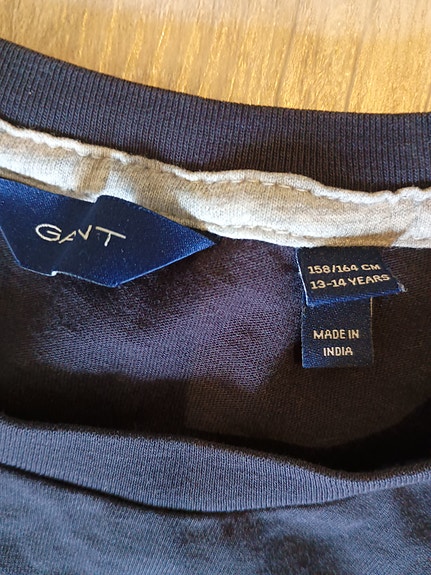 GANT
158/164 CM
13-14 YEARS
MADE IN
INDIA